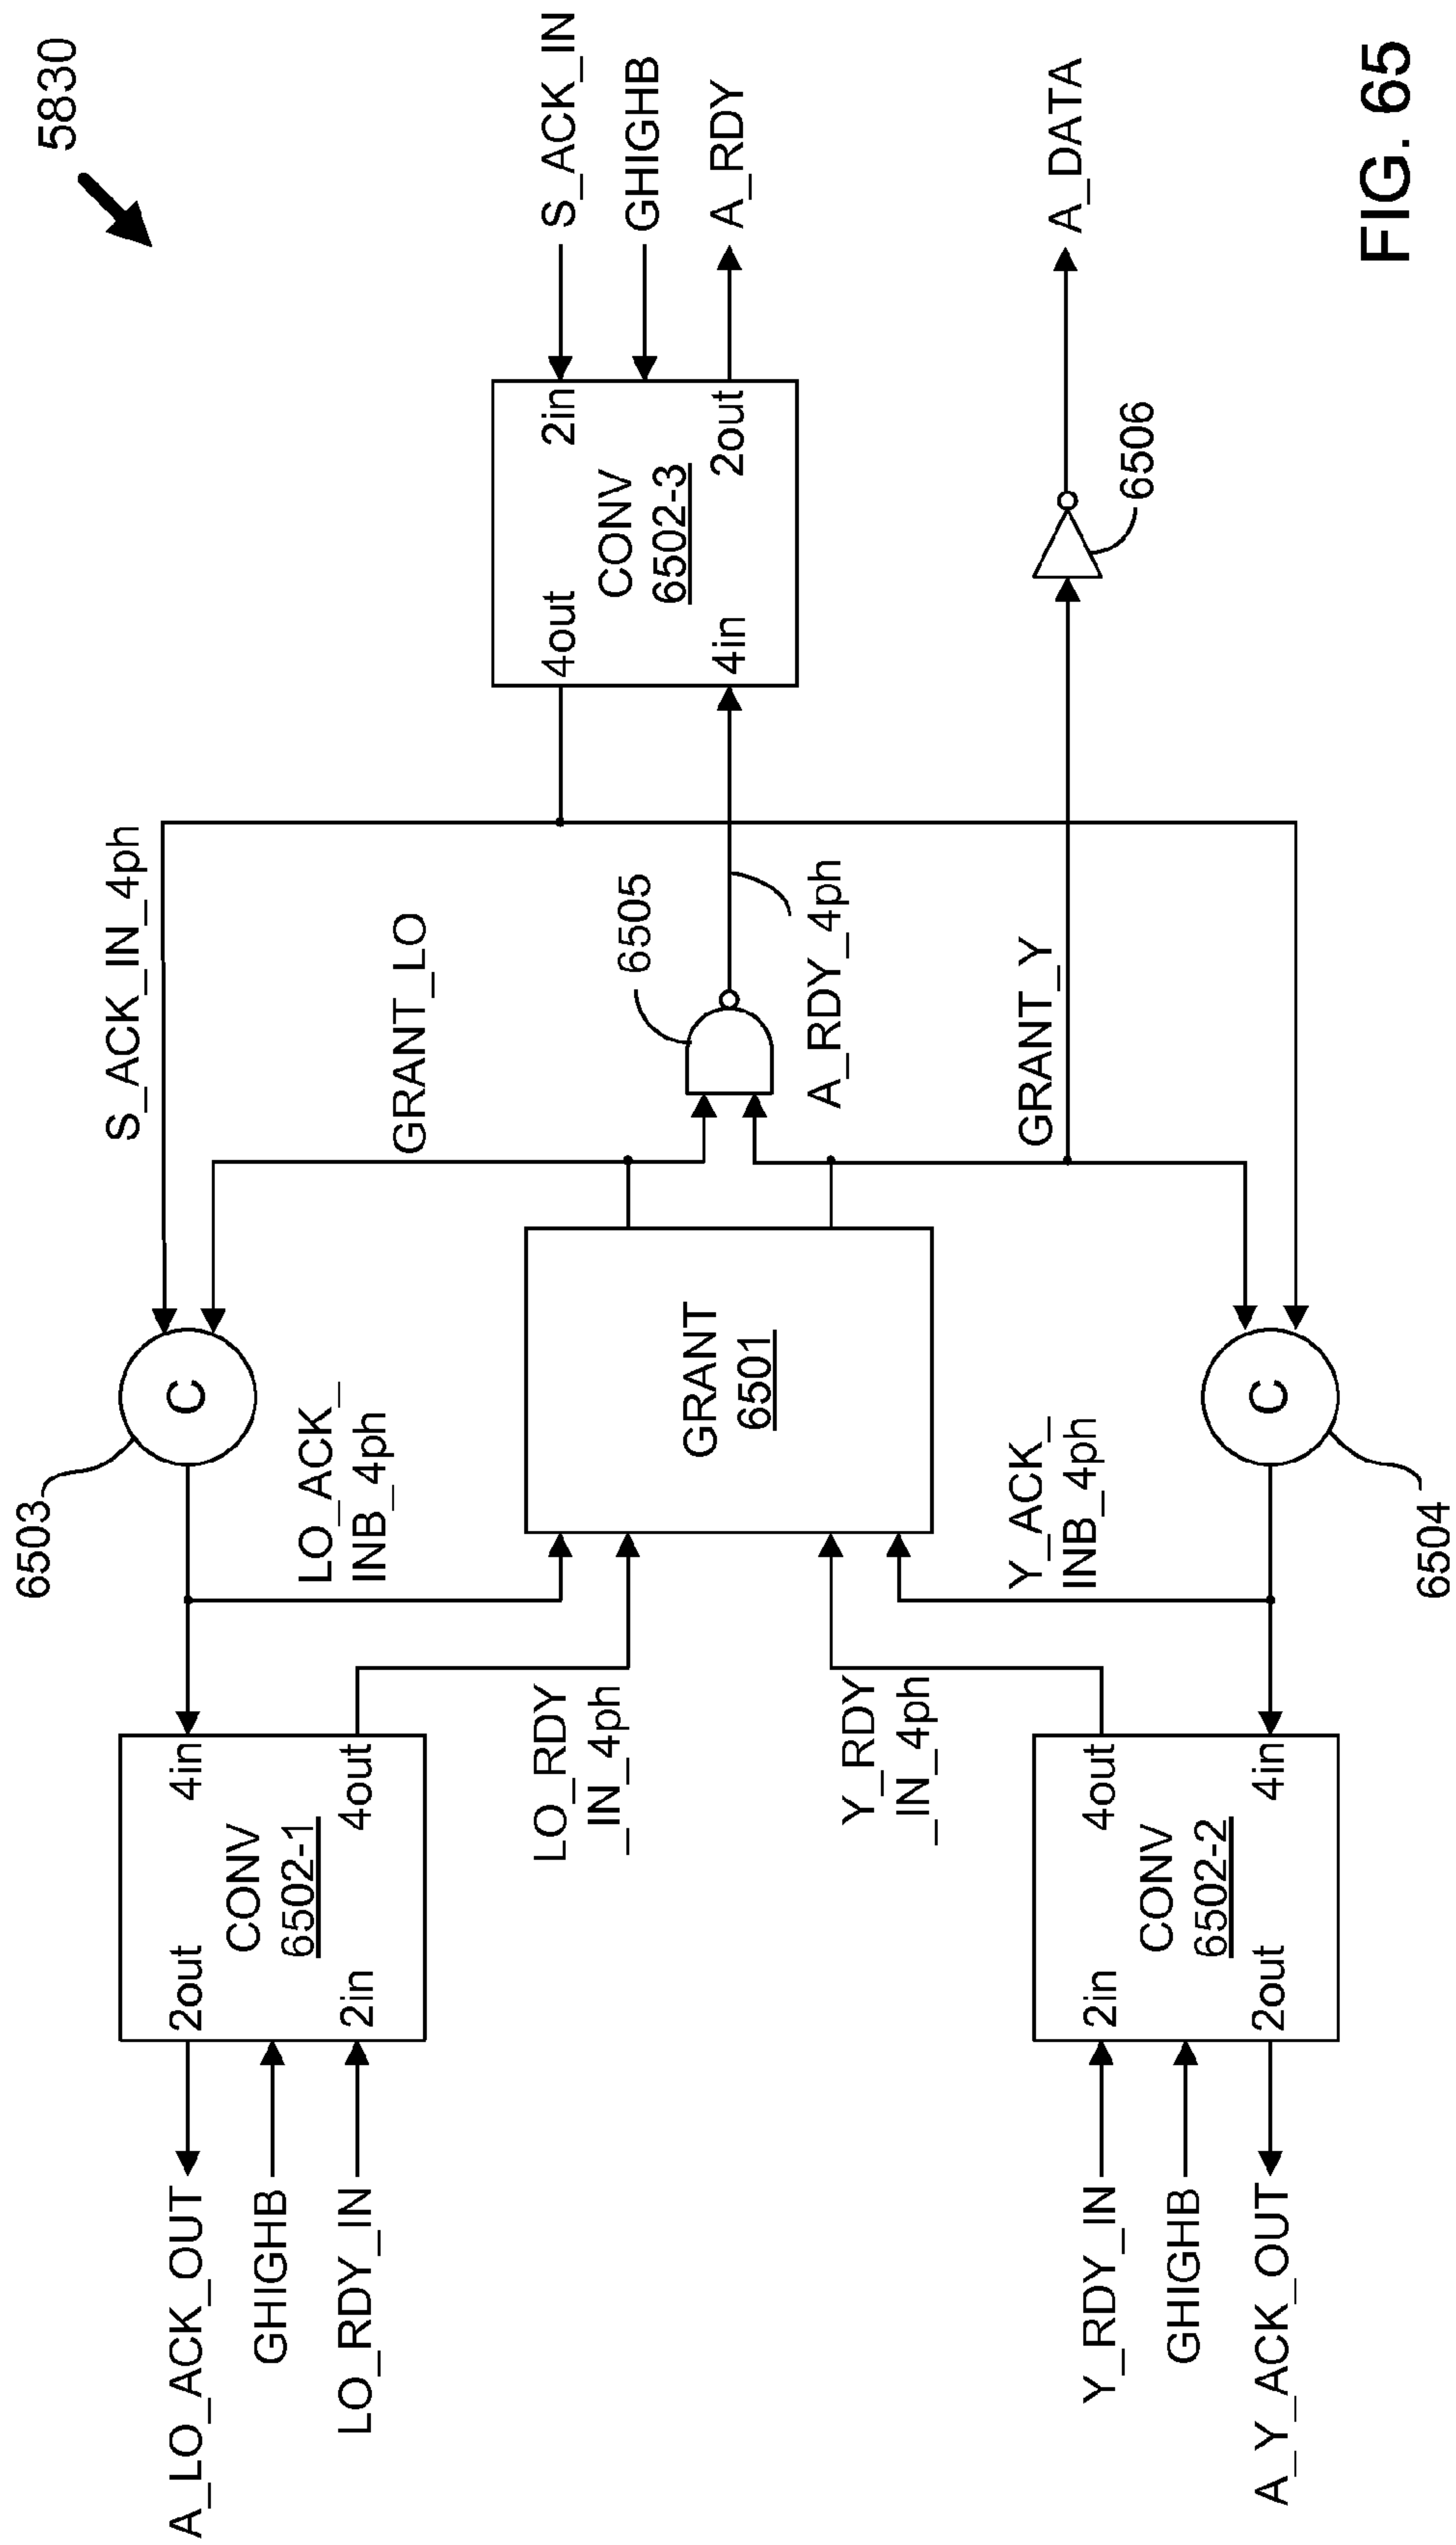 5830
S_ACK_IN_4ph
S_ACK_IN
GHIGHB
A_RDY
A_DATA
6503
C
GRANT_LO
LO_ACK_
INB_4ph
A_LO_ACK_OUT
GHIGHB
LO_RDY_IN
2out
4in
CONV
6502-1
2in
4out
LO_RDY
_IN_4ph
GRANT
6501
6505
A_RDY_4ph
4out
2in
CONV
6502-3
4in
2out
Y_RDY
_IN_4ph
Y_ACK_
INB_4ph
GRANT_Y
6506
Y_RDY_IN
GHIGHB
A_Y_ACK_OUT
2in
4out
CONV
6502-2
2out
4in
C
6504
FIG. 65